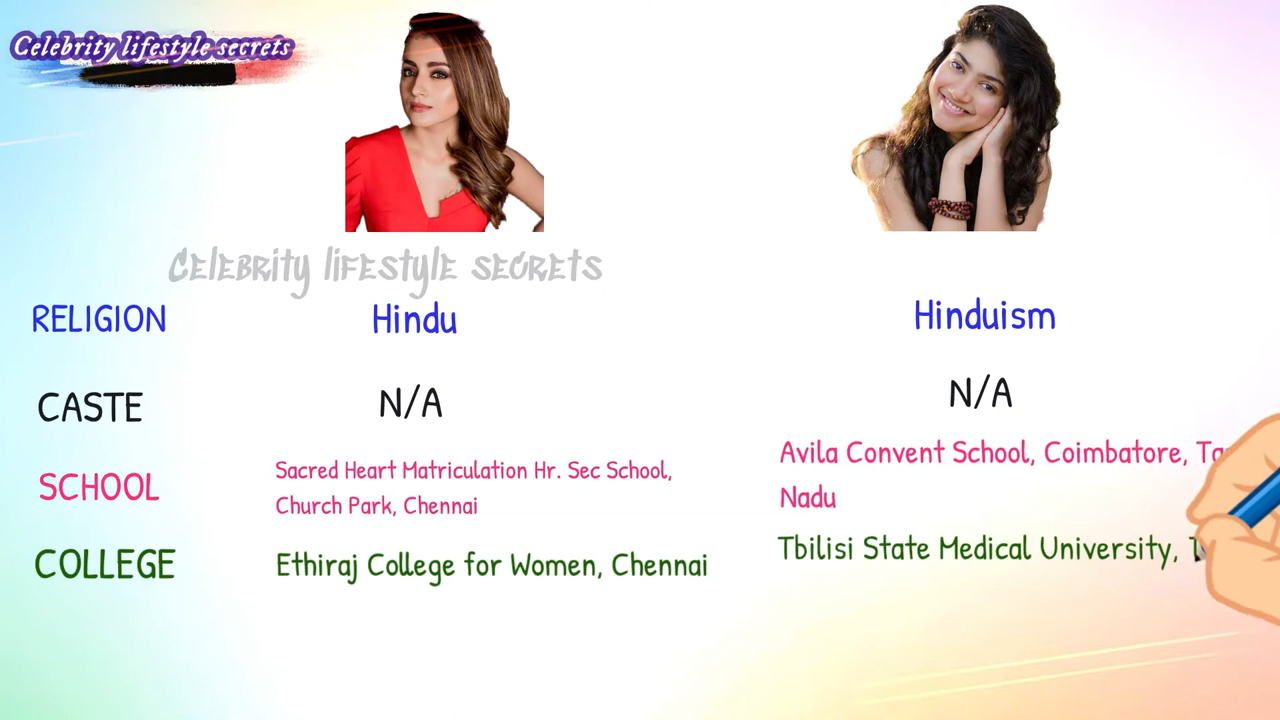 Celebrity lifestyle secrets
Celebrity lifestyle secrets
RELIGION Hindu Hinduism
CASTE N/A N/A
SCHOOL Sacred Heart Matriculation Hr. Sec School,
Church Park, Chennai
Avila Convent School, Coimbatore,
Nadu
COLLEGE Ethiraj College for Women, Chennai
Tbilisi State Medical University,